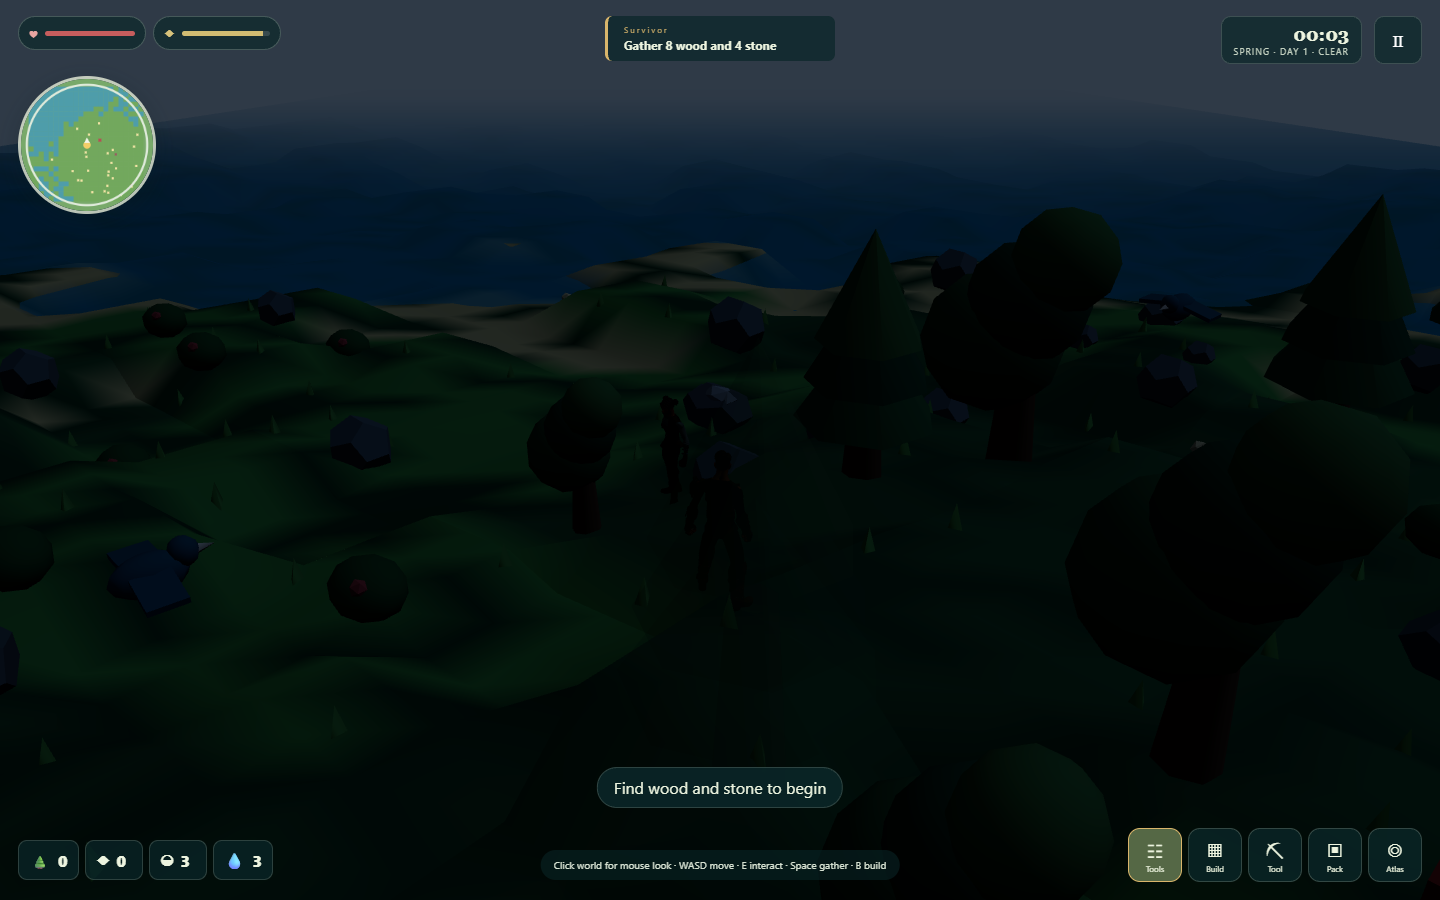 Survivor
Gather 8 wood and 4 stone
00:03
SPRING · DAY 1 · CLEAR
Find wood and stone to begin
0
0
3
3
Click world for mouse look · WASD move · E interact · Space gather · B build
Tools
Build
Tool
Pack
Atlas